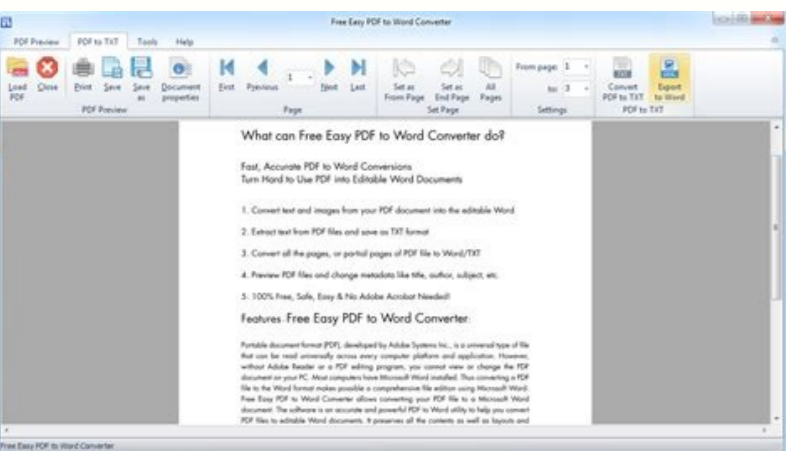 Free Easy PDF to Word Converter
PDF Preview PDF to TXT Tools Help
From page: 1
Load PDF Close Print Save Save as Document properties First Previous 1 Next Last Set as From Page Set as End Page All Pages to: 3 Convert PDF to TXT Export to Word
PDF Preview Page Set Page Settings PDF to TXT
What can Free Easy PDF to Word Converter do?
Fast, Accurate PDF to Word Conversions
Turn Hard to Use PDF into Editable Word Documents
1. Convert text and images from your PDF document into the editable Word
2. Extract text from PDF files and save as TXT format
3. Convert all the pages, or partial pages of PDF file to Word/TXT
4. Preview PDF files and change metadata like title, author, subject, etc.
5. 100% Free, Safe, Easy & No Adobe Acrobat Needed!
Features Free Easy PDF to Word Converter:
Portable document format (PDF), developed by Adobe Systems Inc., is a universal type of file
that can be read universally across every computer platform and application. However,
without Adobe Reader or a PDF editing program, you cannot view or change the PDF
document on your PC. Most computers have Microsoft Word installed. Thus converting a PDF
file to the Word format makes possible a comprehensive file edition using Microsoft Word.
Free Easy PDF to Word Converter allows converting your PDF file to a Microsoft Word
document. The software is an accurate and powerful PDF to Word utility to help you convert
PDF files to editable Word documents. It preserves all the contents as well as layouts and
Free Easy PDF to Word Converter